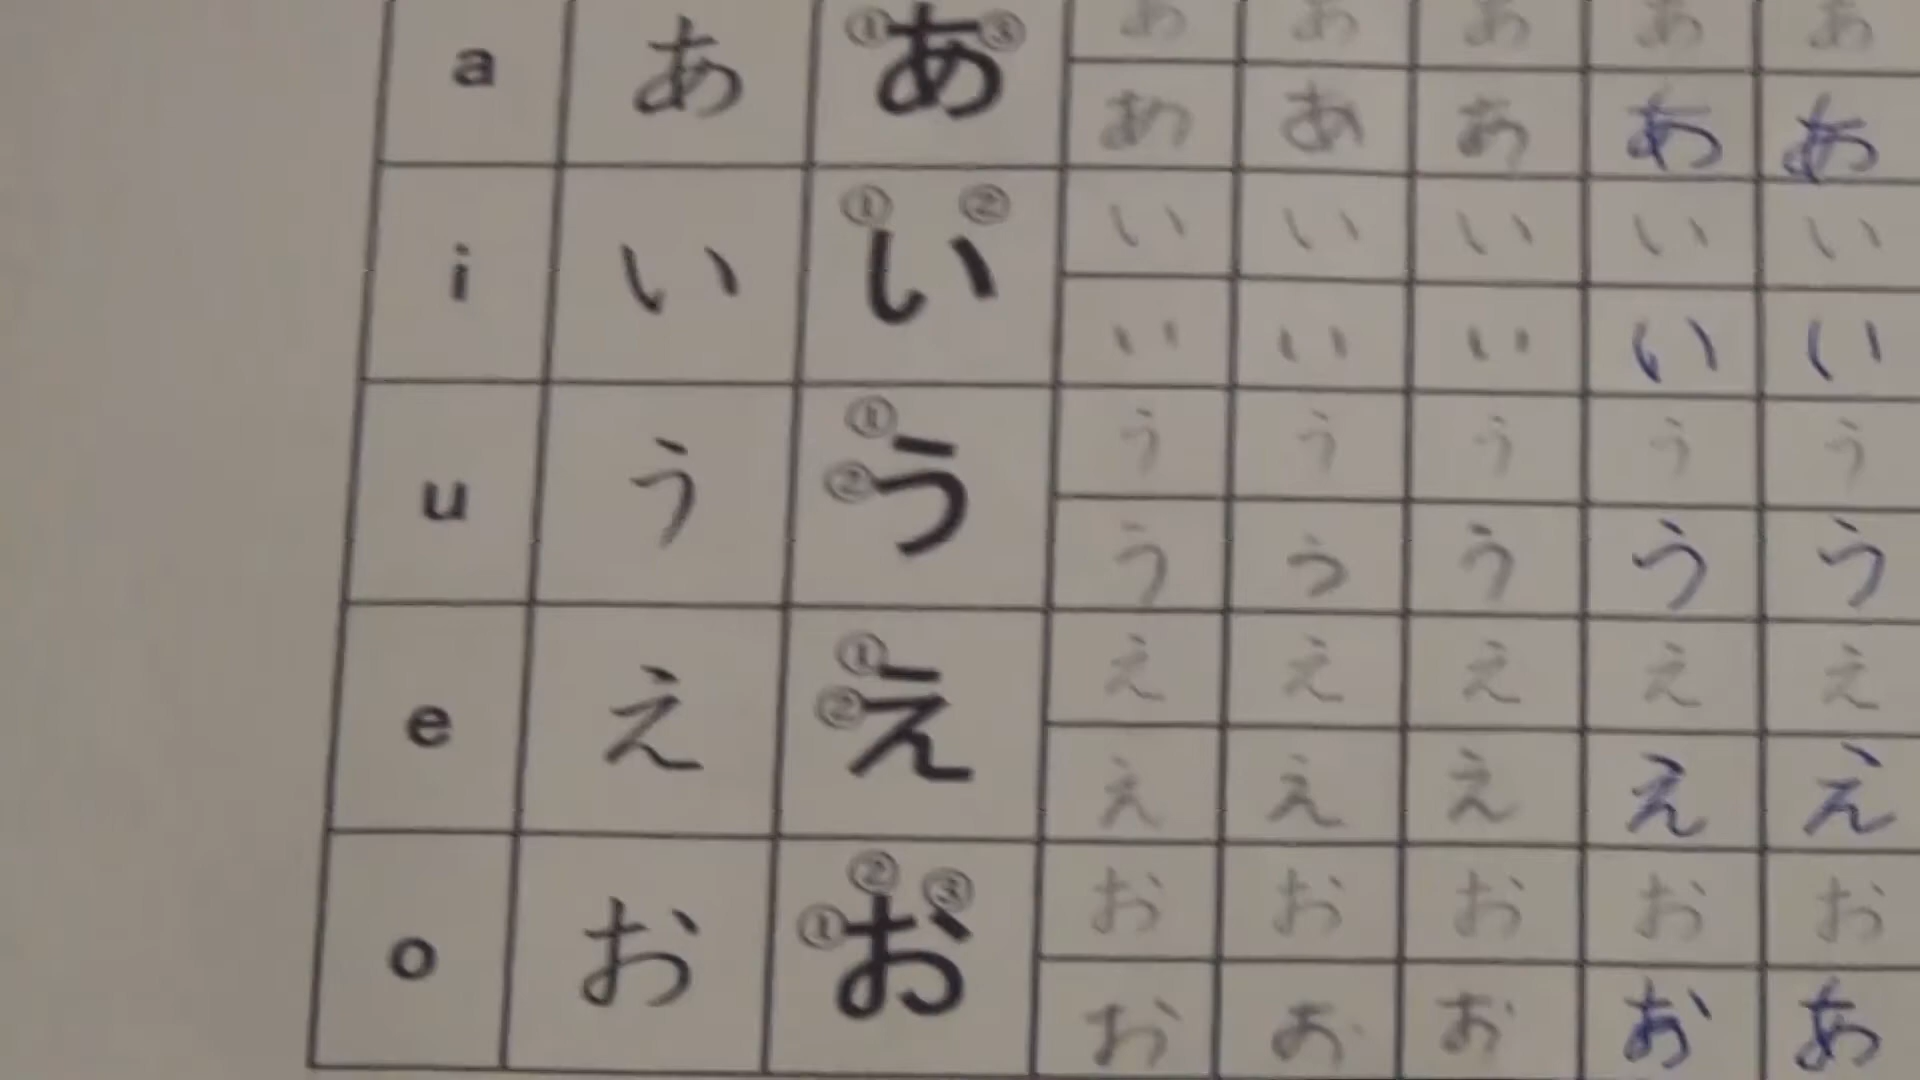 a あ ① ③ あ あ あ あ あ あ
あ あ あ あ あ
i い ① ② い い い い い い
い い い い い
u う ① ② う う う う う う
う う う う う
e え ① ② え え え え え え
え え え え え
o お ① ② ③ お お お お お お
お お お お あ